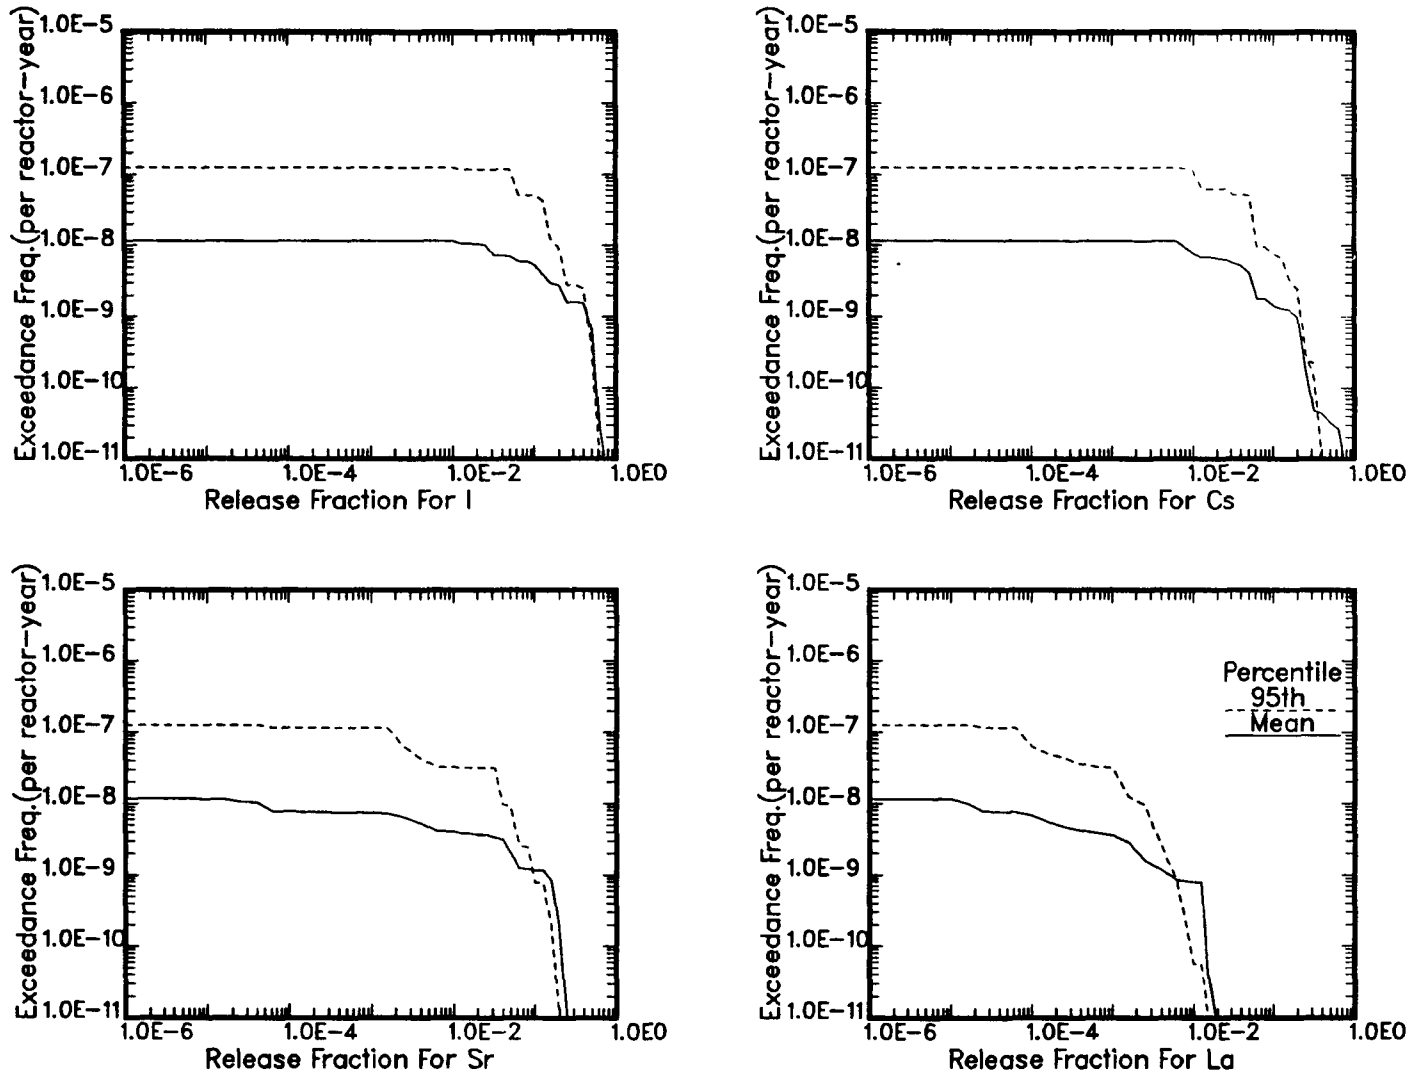 Exceedance Freq.(per reactor-year)
1.0E-5
1.0E-6
1.0E-7
1.0E-8
1.0E-9
1.0E-10
1.0E-11
1.0E-6 1.0E-4 1.0E-2 1.0E0
Release Fraction For I
Exceedance Freq.(per reactor-year)
1.0E-5
1.0E-6
1.0E-7
1.0E-8
1.0E-9
1.0E-10
1.0E-11
1.0E-6 1.0E-4 1.0E-2 1.0E0
Release Fraction For Cs
Exceedance Freq.(per reactor-year)
1.0E-5
1.0E-6
1.0E-7
1.0E-8
1.0E-9
1.0E-10
1.0E-11
1.0E-6 1.0E-4 1.0E-2 1.0E0
Release Fraction For Sr
Exceedance Freq.(per reactor-year)
1.0E-5
1.0E-6
1.0E-7
1.0E-8
1.0E-9
1.0E-10
1.0E-11
1.0E-6 1.0E-4 1.0E-2 1.0E0
Release Fraction For La
Percentile
95th
Mean